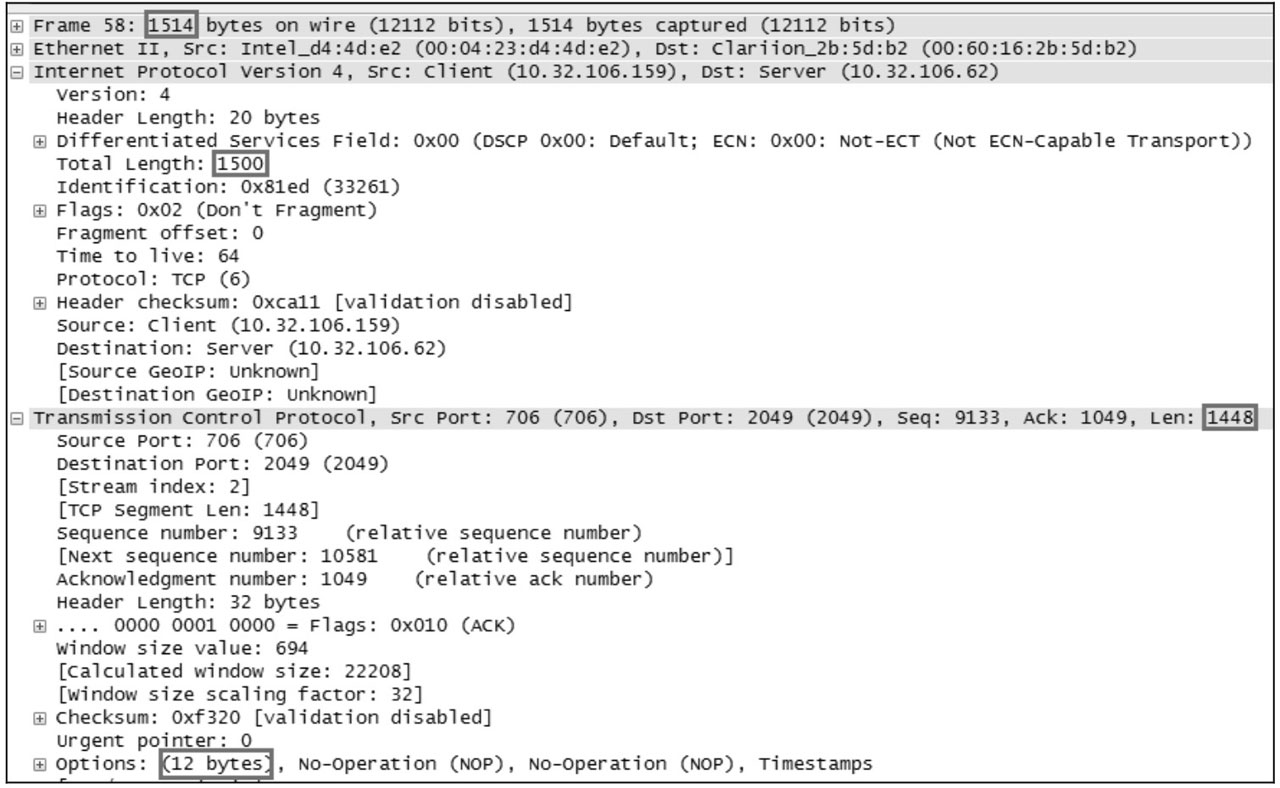 Frame 58: 1514 bytes on wire (12112 bits), 1514 bytes captured (12112 bits)
Ethernet II, Src: Intel_d4:4d:e2 (00:04:23:d4:4d:e2), Dst: Clariion_2b:5d:b2 (00:60:16:2b:5d:b2)
Internet Protocol Version 4, Src: Client (10.32.106.159), Dst: Server (10.32.106.62)
Version: 4
Header Length: 20 bytes
Differentiated Services Field: 0x00 (DSCP 0x00: Default; ECN: 0x00: Not-ECT (Not ECN-Capable Transport))
Total Length: 1500
Identification: 0x81ed (33261)
Flags: 0x02 (Don't Fragment)
Fragment offset: 0
Time to live: 64
Protocol: TCP (6)
Header checksum: 0xca11 [validation disabled]
Source: Client (10.32.106.159)
Destination: Server (10.32.106.62)
[Source GeoIP: Unknown]
[Destination GeoIP: Unknown]
Transmission Control Protocol, Src Port: 706 (706), Dst Port: 2049 (2049), Seq: 9133, Ack: 1049, Len: 1448
Source Port: 706 (706)
Destination Port: 2049 (2049)
[Stream index: 2]
[TCP Segment Len: 1448]
Sequence number: 9133 (relative sequence number)
[Next sequence number: 10581 (relative sequence number)]
Acknowledgment number: 1049 (relative ack number)
Header Length: 32 bytes
.... 0000 0001 0000 = Flags: 0x010 (ACK)
Window size value: 694
[Calculated window size: 22208]
[Window size scaling factor: 32]
Checksum: 0xf320 [validation disabled]
Urgent pointer: 0
Options: (12 bytes), No-Operation (NOP), No-Operation (NOP), Timestamps